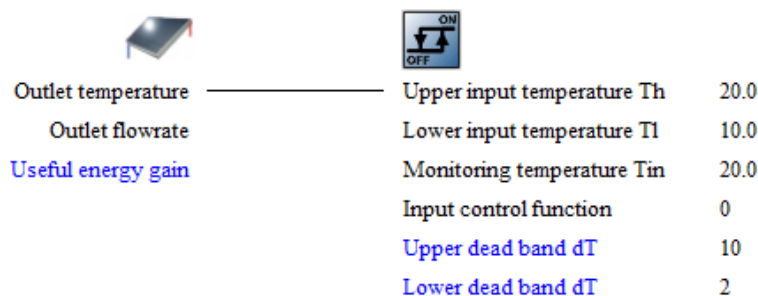 ON
OFF
Outlet temperature Upper input temperature Th 20.0
Outlet flowrate Lower input temperature Tl 10.0
Useful energy gain Monitoring temperature Tin 20.0
Input control function 0
Upper dead band dT 10
Lower dead band dT 2